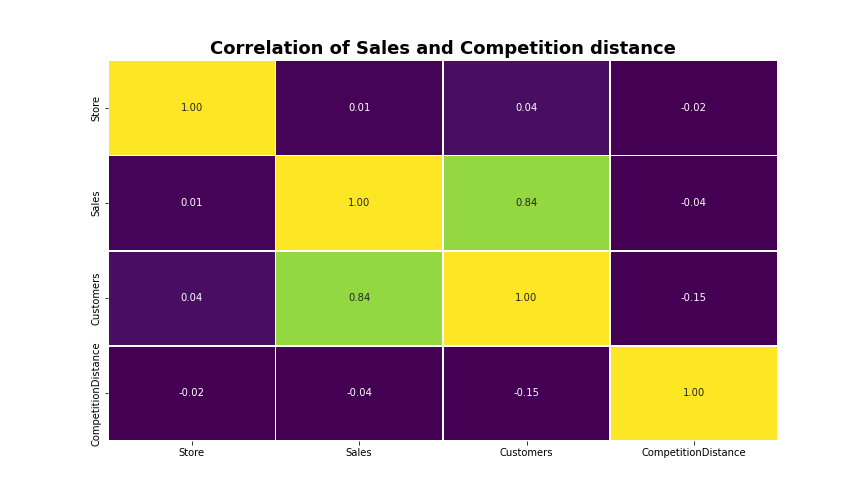 Correlation of Sales and Competition distance
Store
1.00
0.01
0.04
-0.02
Sales
0.01
1.00
0.84
-0.04
Customers
0.04
0.84
1.00
-0.15
CompetitionDistance
-0.02
-0.04
-0.15
1.00
Store
Sales
Customers
CompetitionDistance